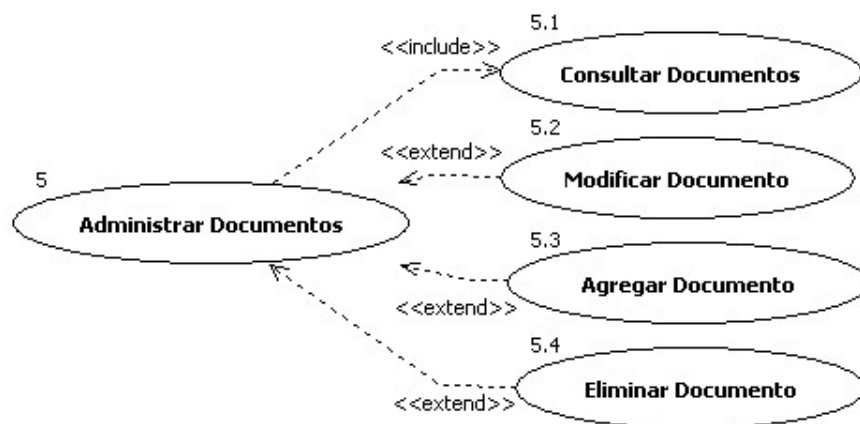 5.1
<<include>>
Consultar Documentos
5.2
<<extend>>
Modificar Documento
5
Administrar Documentos
5.3
Agregar Documento
<<extend>>
5.4
Eliminar Documento
<<extend>>